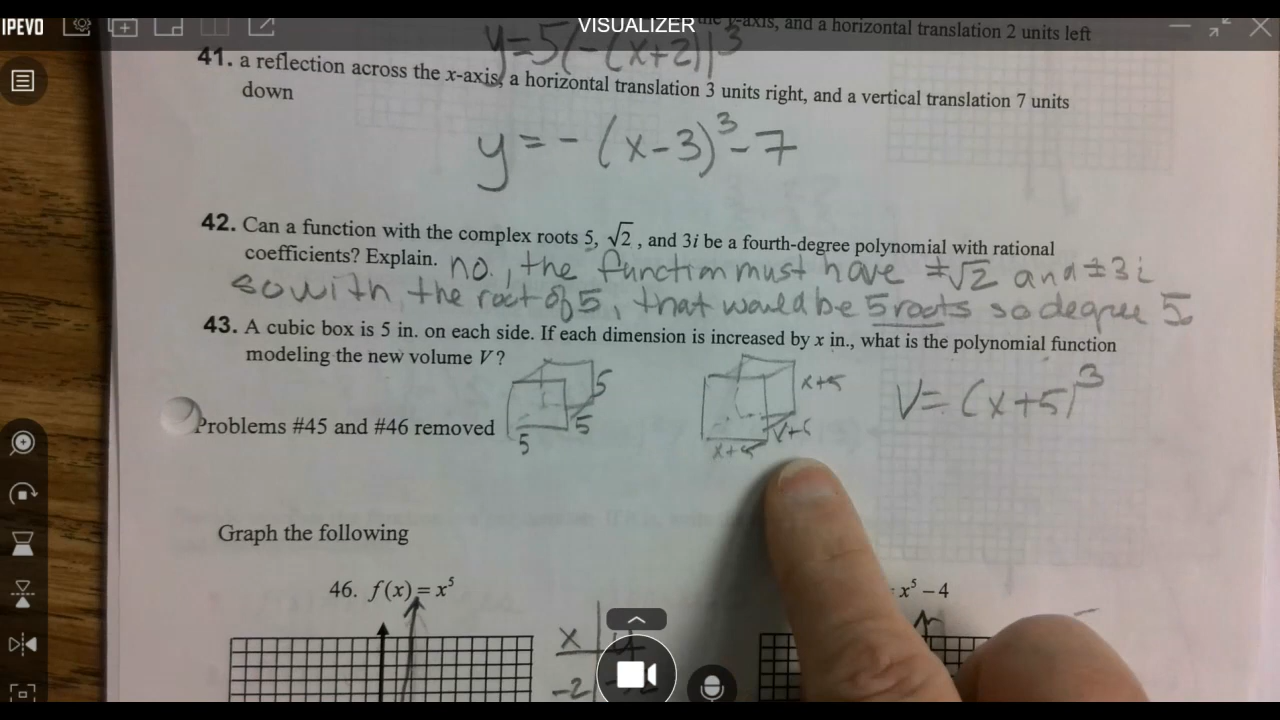 IPEVO
VISUALIZER
y-axis, and a horizontal translation 2 units left
y=5(-(x+2))³
41. a reflection across the x-axis, a horizontal translation 3 units right, and a vertical translation 7 units
down
y = - (x-3)³-7
42. Can a function with the complex roots 5, √2 , and 3i be a fourth-degree polynomial with rational
coefficients? Explain. no, the function must have ±√2 and ±3i
so with the root of 5, that would be 5 roots so degree 5
43. A cubic box is 5 in. on each side. If each dimension is increased by x in., what is the polynomial function
modeling the new volume V?
5
5
5
x+5
x+5
V=(x+5)³
Problems #45 and #46 removed
Graph the following
46. f(x) = x⁵
x⁵ – 4
x
-2